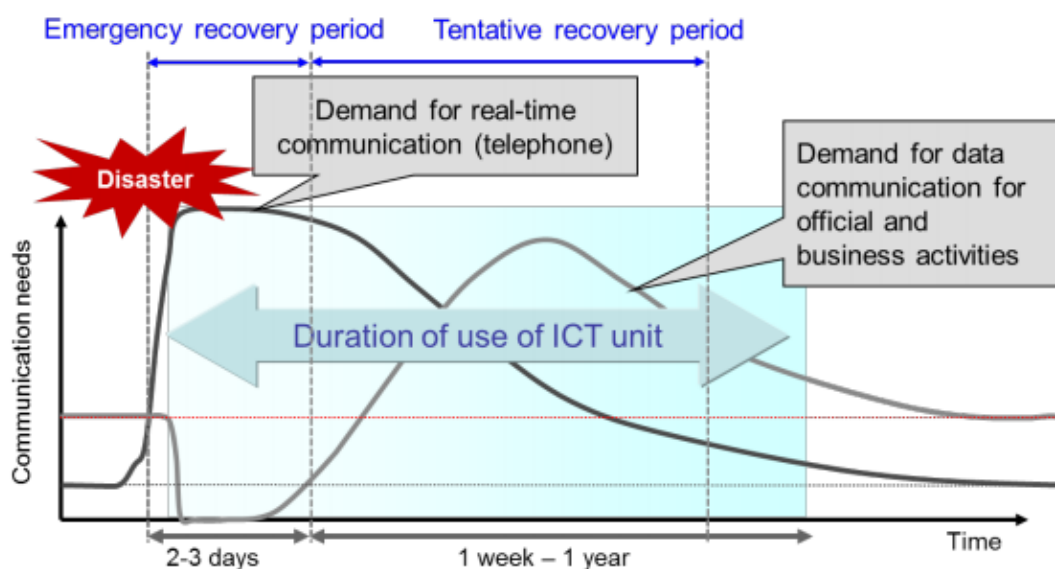 Emergency recovery period
Tentative recovery period
Demand for real-time
communication (telephone)
Disaster
Demand for data
communication for
official and
business activities
Communication needs
Duration of use of ICT unit
Time
2-3 days
1 week – 1 year